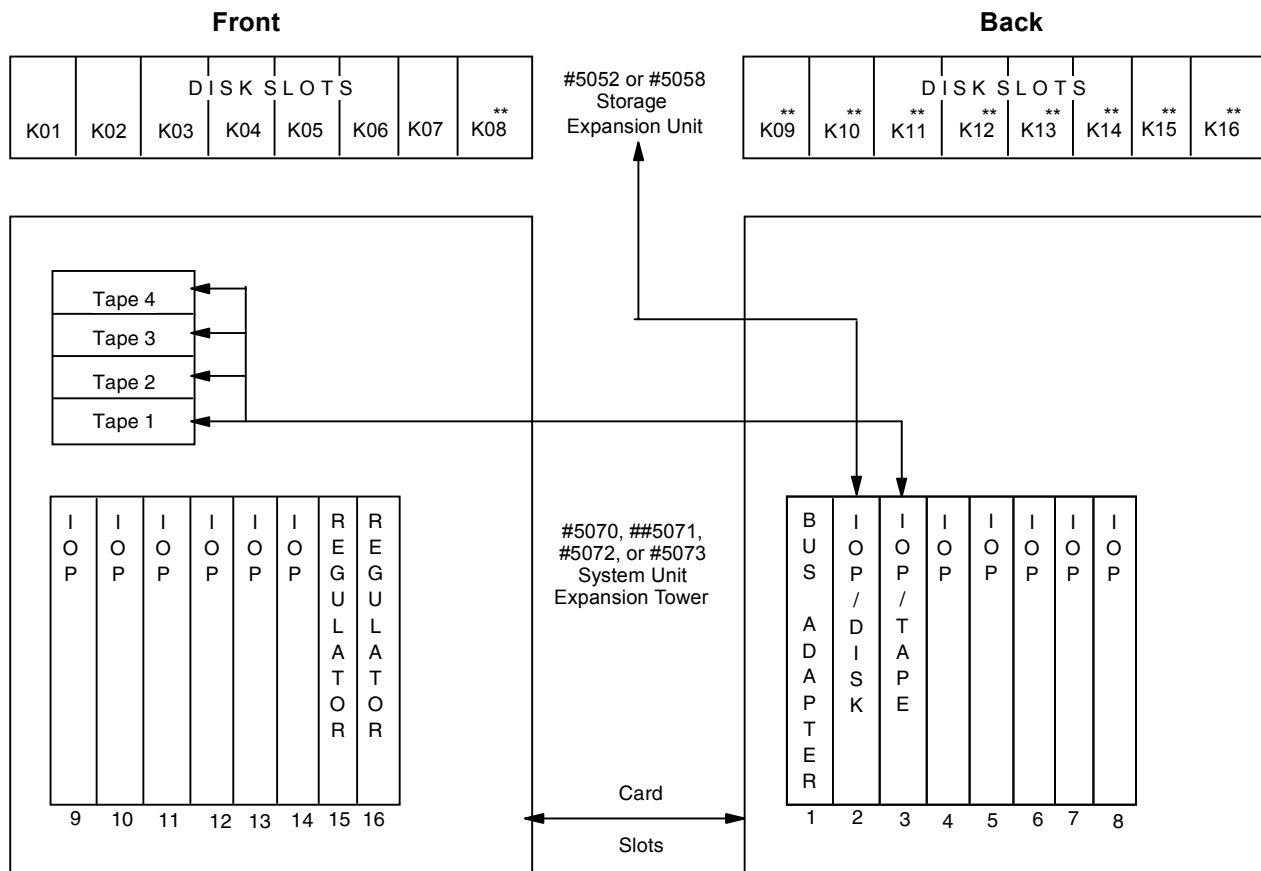 Front
Back
DISK SLOTS
K01 K02 K03 K04 K05 K06 K07 K08**
#5052 or #5058
Storage
Expansion Unit
DISK SLOTS
K09** K10** K11** K12** K13** K14** K15** K16**
Tape 4
Tape 3
Tape 2
Tape 1
IOP
IOP
IOP
IOP
IOP
IOP
REGULATOR
REGULATOR
9 10 11 12 13 14 15 16
#5070, ##5071,
#5072, or #5073
System Unit
Expansion Tower
Card
Slots
BUS ADAPTER
IOP/DISK
IOP/TAPE
IOP
IOP
IOP
IOP
IOP
1 2 3 4 5 6 7 8